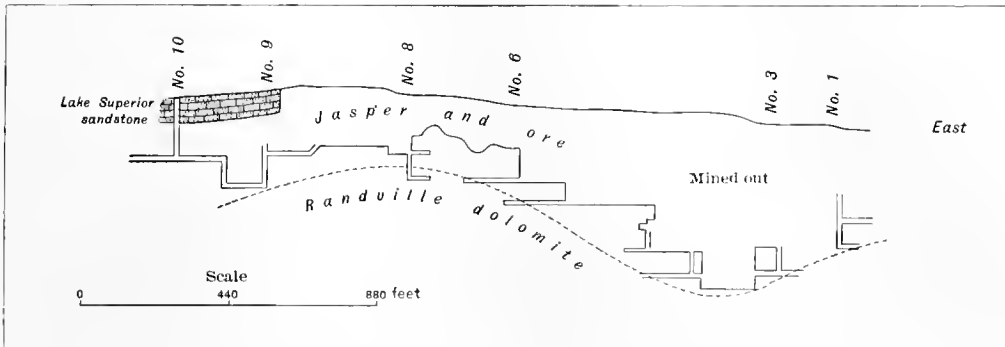 No. 10
No. 9
No. 8
No. 6
No. 3
No. 1
Lake Superior
sandstone
Jasper and ore
East
Mined out
Randville dolomite
Scale
0 440 880 feet